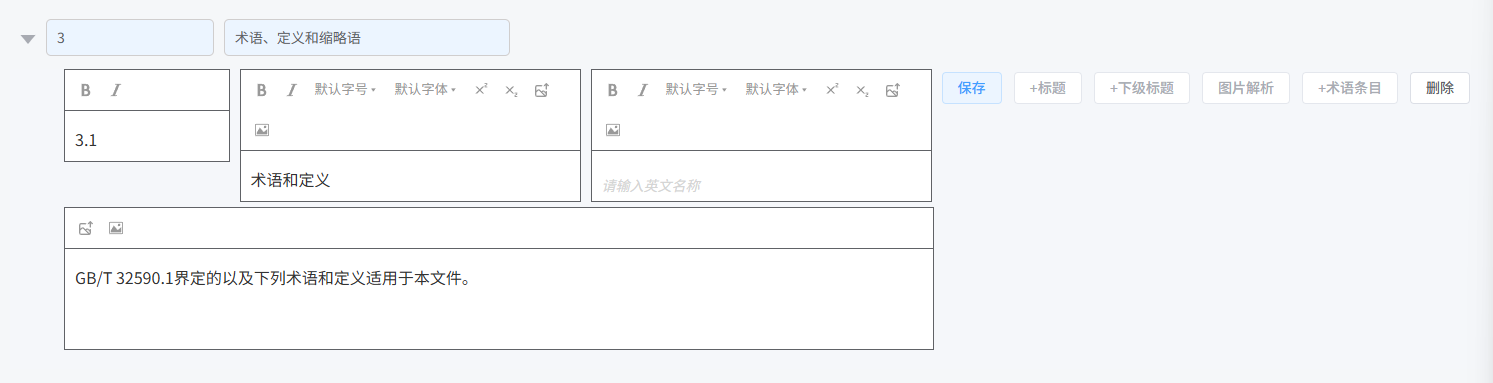 3 术语、定义和缩略语
B I B I 默认字号 默认字体 x² x₂ B I 默认字号 默认字体 x² x₂ 保存 +标题 +下级标题 图片解析 +术语条目 删除
3.1 术语和定义 请输入英文名称
GB/T 32590.1界定的以及下列术语和定义适用于本文件。